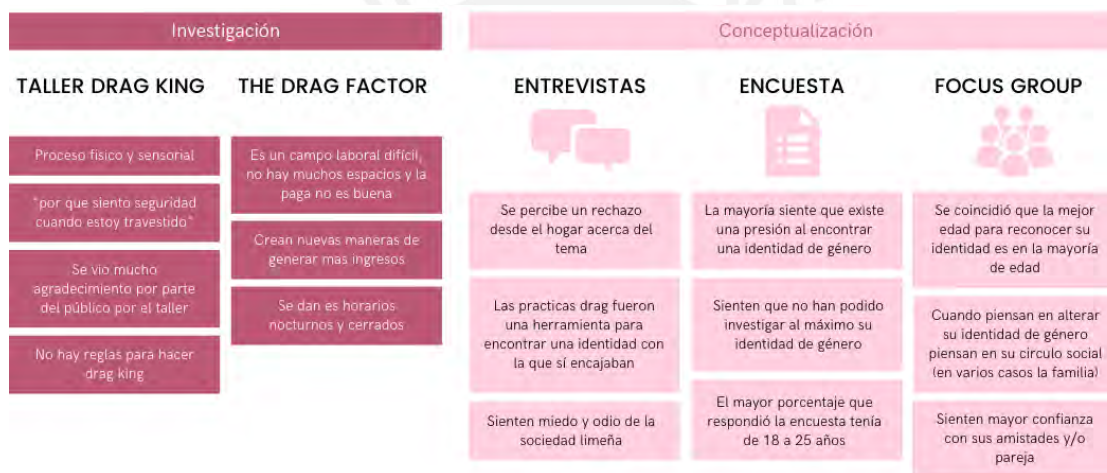 Investigación
TALLER DRAG KING
Proceso físico y sensorial
"por que siento seguridad
cuando estoy travestido"
Se vio mucho
agradecimiento por parte
del público por el taller
No hay reglas para hacer
drag king
THE DRAG FACTOR
Es un campo laboral difícil,
no hay muchos espacios y la
paga no es buena
Crean nuevas maneras de
generar mas ingresos
Se dan es horarios
nocturnos y cerrados
Conceptualización
ENTREVISTAS
Se percibe un rechazo
desde el hogar acerca del
tema
Las practicas drag fueron
una herramienta para
encontrar una identidad con
la que sí encajaban
Sienten miedo y odio de la
sociedad limeña
ENCUESTA
La mayoría siente que existe
una presión al encontrar
una identidad de género
Sienten que no han podido
investigar al máximo su
identidad de género
El mayor porcentaje que
respondió la encuesta tenía
de 18 a 25 años
FOCUS GROUP
Se coincidió que la mejor
edad para reconocer su
identidad es en la mayoría
de edad
Cuando piensan en alterar
su identidad de género
piensan en su circulo social
(en varios casos la familia)
Sienten mayor confianza
con sus amistades y/o
pareja